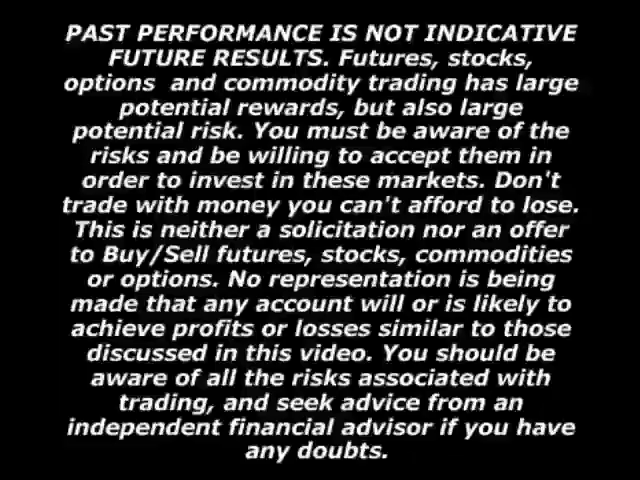 PAST PERFORMANCE IS NOT INDICATIVE
FUTURE RESULTS. Futures, stocks,
options and commodity trading has large
potential rewards, but also large
potential risk. You must be aware of the
risks and be willing to accept them in
order to invest in these markets. Don't
trade with money you can't afford to lose.
This is neither a solicitation nor an offer
to Buy/Sell futures, stocks, commodities
or options. No representation is being
made that any account will or is likely to
achieve profits or losses similar to those
discussed in this video. You should be
aware of all the risks associated with
trading, and seek advice from an
independent financial advisor if you have
any doubts.